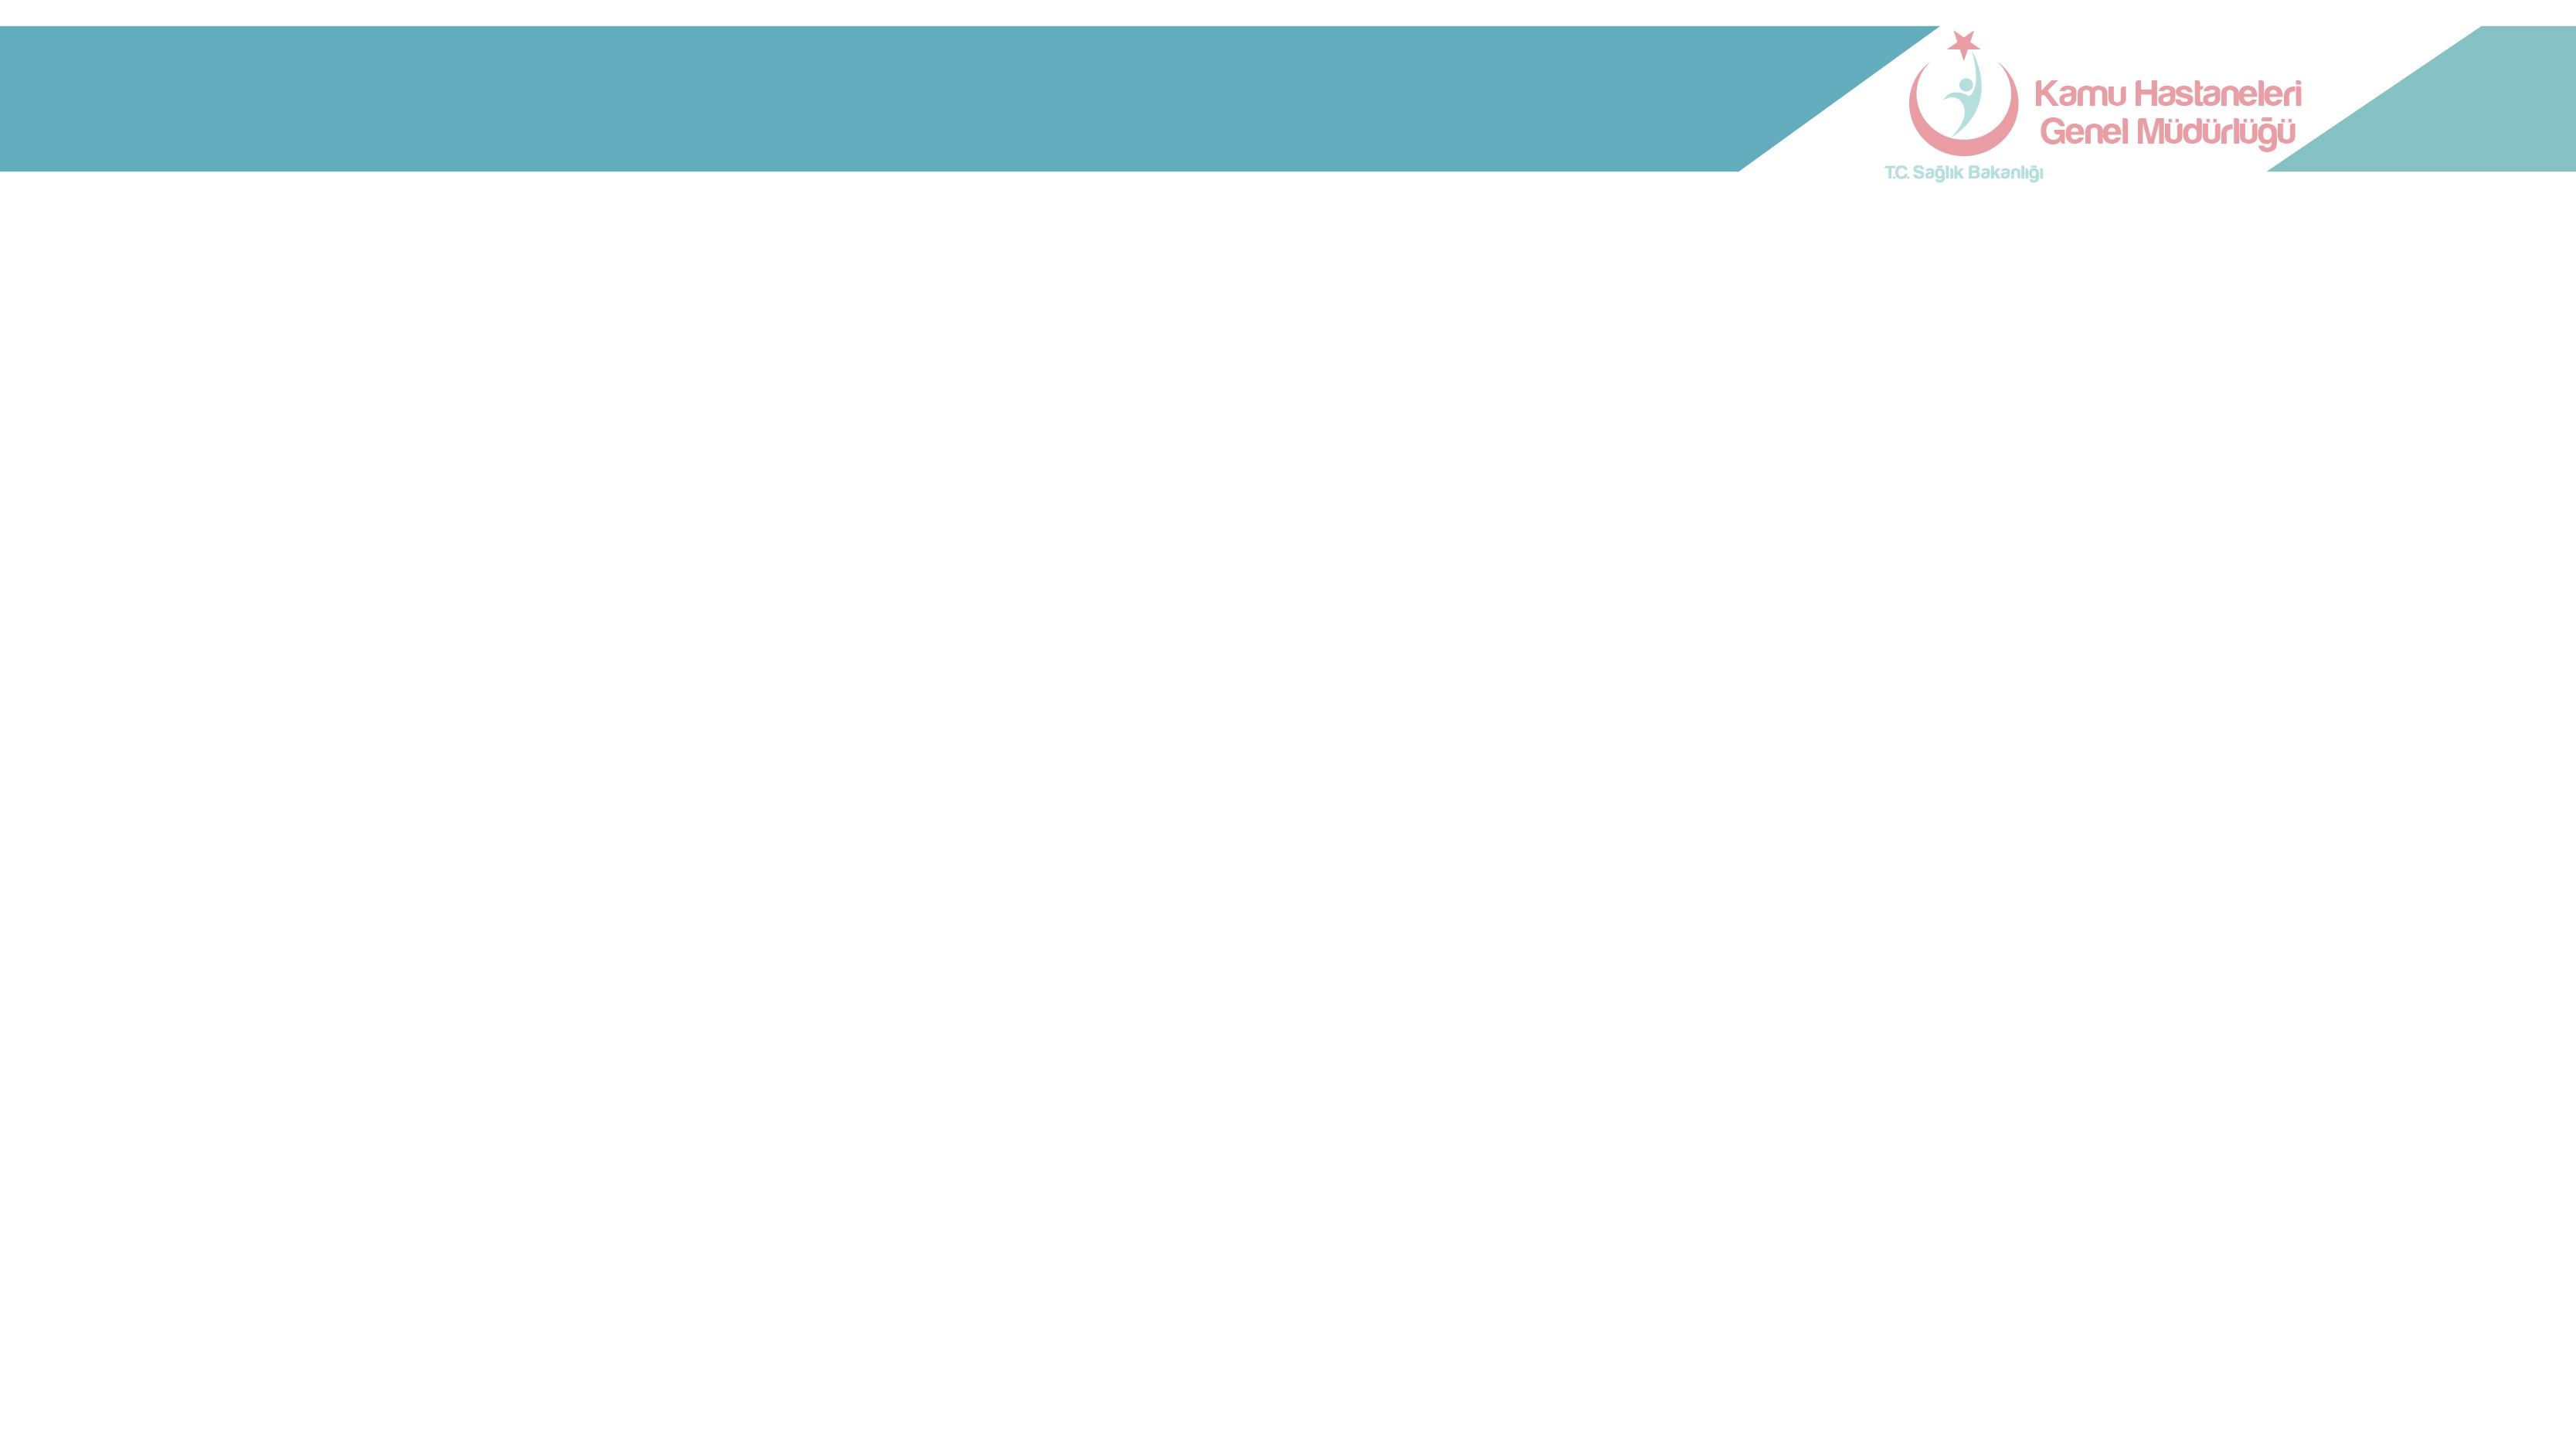 Kamu Hastaneleri
Genel Müdürlüğü
T.C. Sağlık Bakanlığı